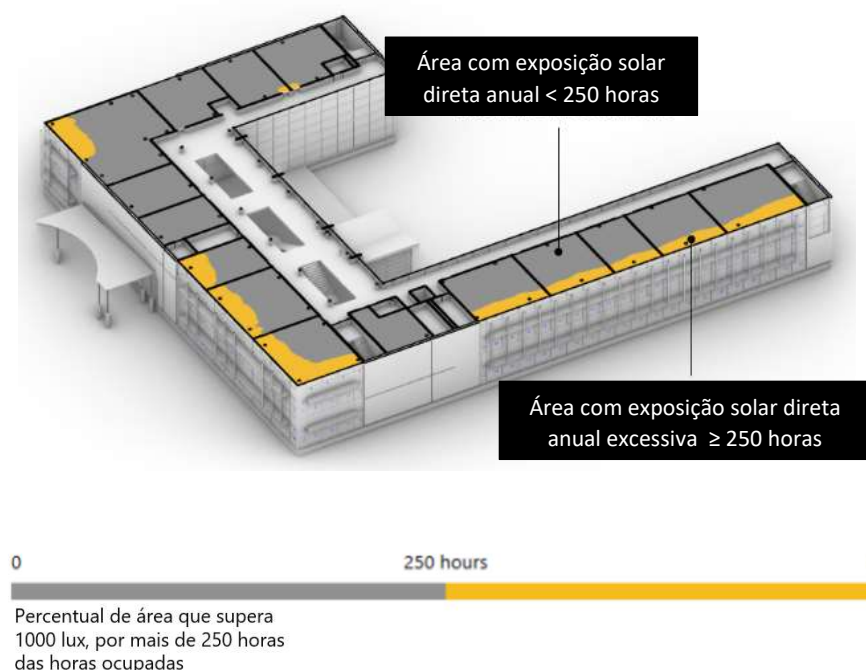 Área com exposição solar
direta anual < 250 horas
Área com exposição solar direta
anual excessiva ≥ 250 horas
0
250 hours
Percentual de área que supera
1000 lux, por mais de 250 horas
das horas ocupadas